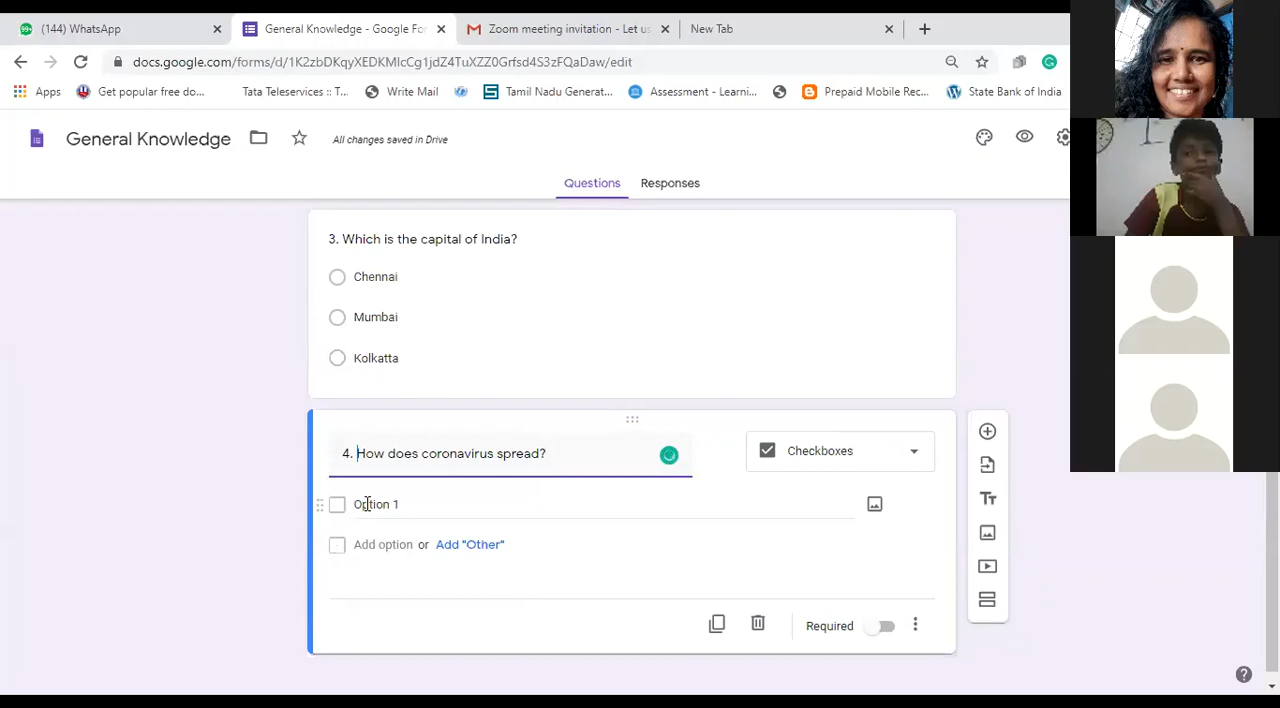 99+ (144) WhatsApp
General Knowledge - Google For
Zoom meeting invitation - Let us
New Tab
docs.google.com/forms/d/1K2zbDKqyXEDKMIcCg1jdZ4TuXZZ0Grfsd4S3zFQaDaw/edit
Apps
Get popular free do...
Tata Teleservices :: T...
Write Mail
Tamil Nadu Generat...
Assessment - Learni...
Prepaid Mobile Rec...
State Bank of India
General Knowledge
All changes saved in Drive
Questions
Responses
3. Which is the capital of India?
Chennai
Mumbai
Kolkatta
4. How does coronavirus spread?
Checkboxes
Option 1
Add option or Add "Other"
Required